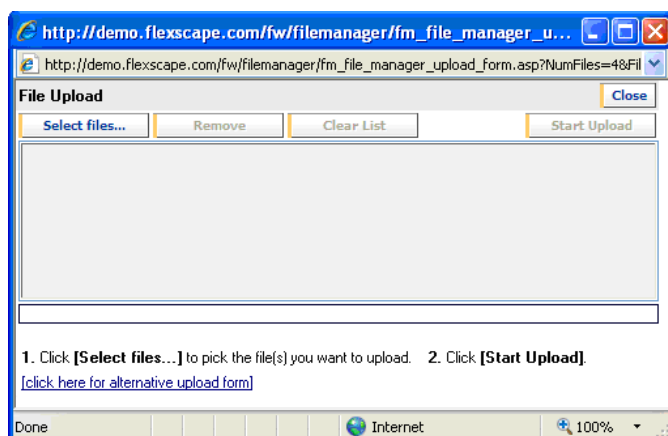 http://demo.flexscape.com/fw/filemanager/fm_file_manager_u...
http://demo.flexscape.com/fw/filemanager/fm_file_manager_upload_form.asp?NumFiles=4&Fil
File Upload Close
Select files... Remove Clear List Start Upload
1. Click [Select files...] to pick the file(s) you want to upload. 2. Click [Start Upload].
[click here for alternative upload form]
Done Internet 100%